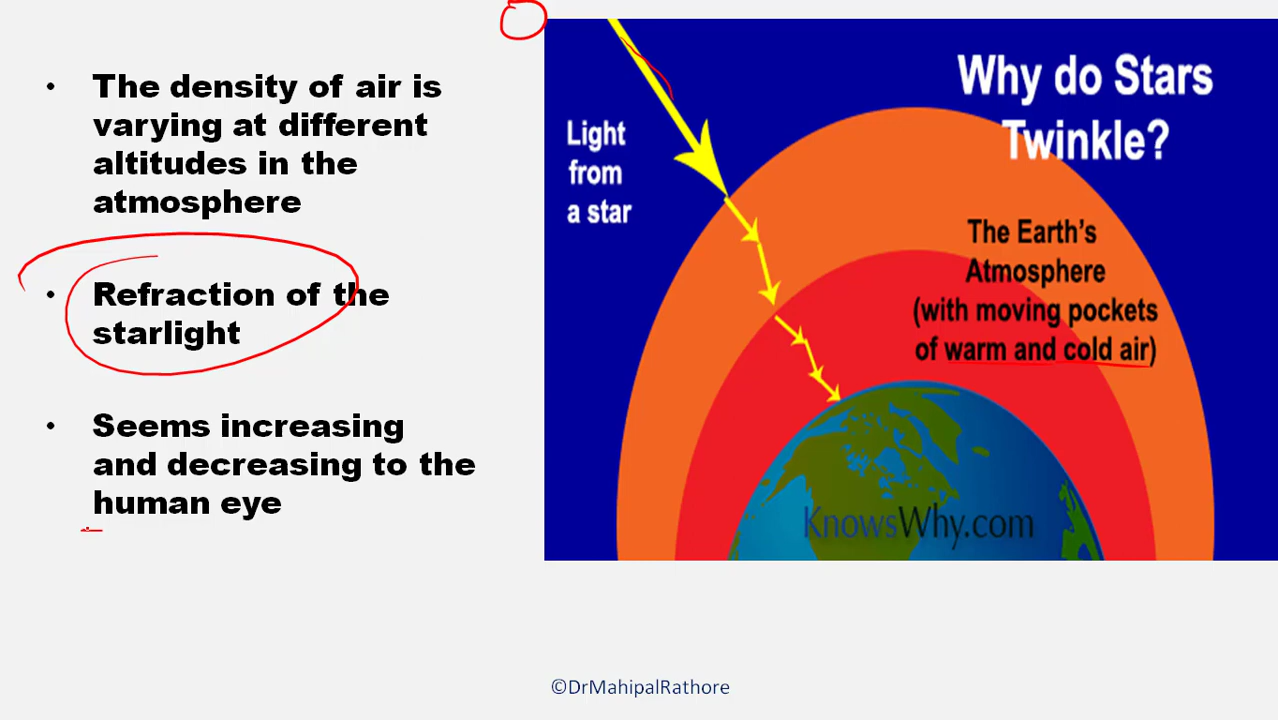 • The density of air is
varying at different
altitudes in the
atmosphere
• Refraction of the
starlight
• Seems increasing
and decreasing to the
human eye
Why do Stars
Twinkle?
Light
from
a star
The Earth's
Atmosphere
(with moving pockets
of warm and cold air)
KnowsWhy.com
©DrMahipalRathore